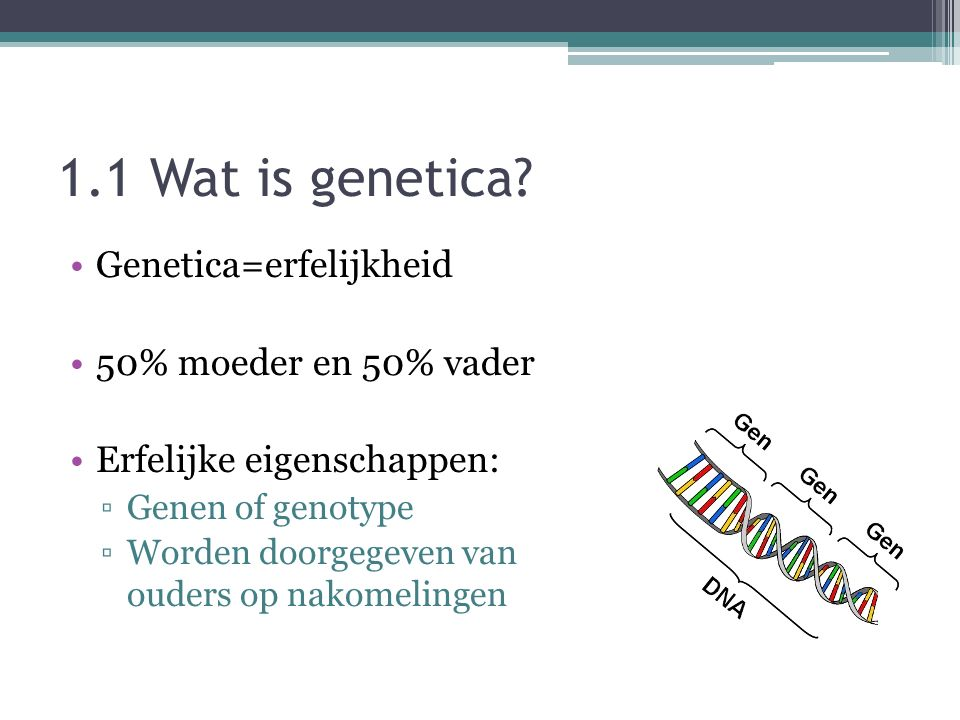 1.1 Wat is genetica?
•Genetica=erfelijkheid
•50% moeder en 50% vader
•Erfelijke eigenschappen:
▫Genen of genotype
▫Worden doorgegeven van
ouders op nakomelingen
Gen
Gen
Gen
DNA